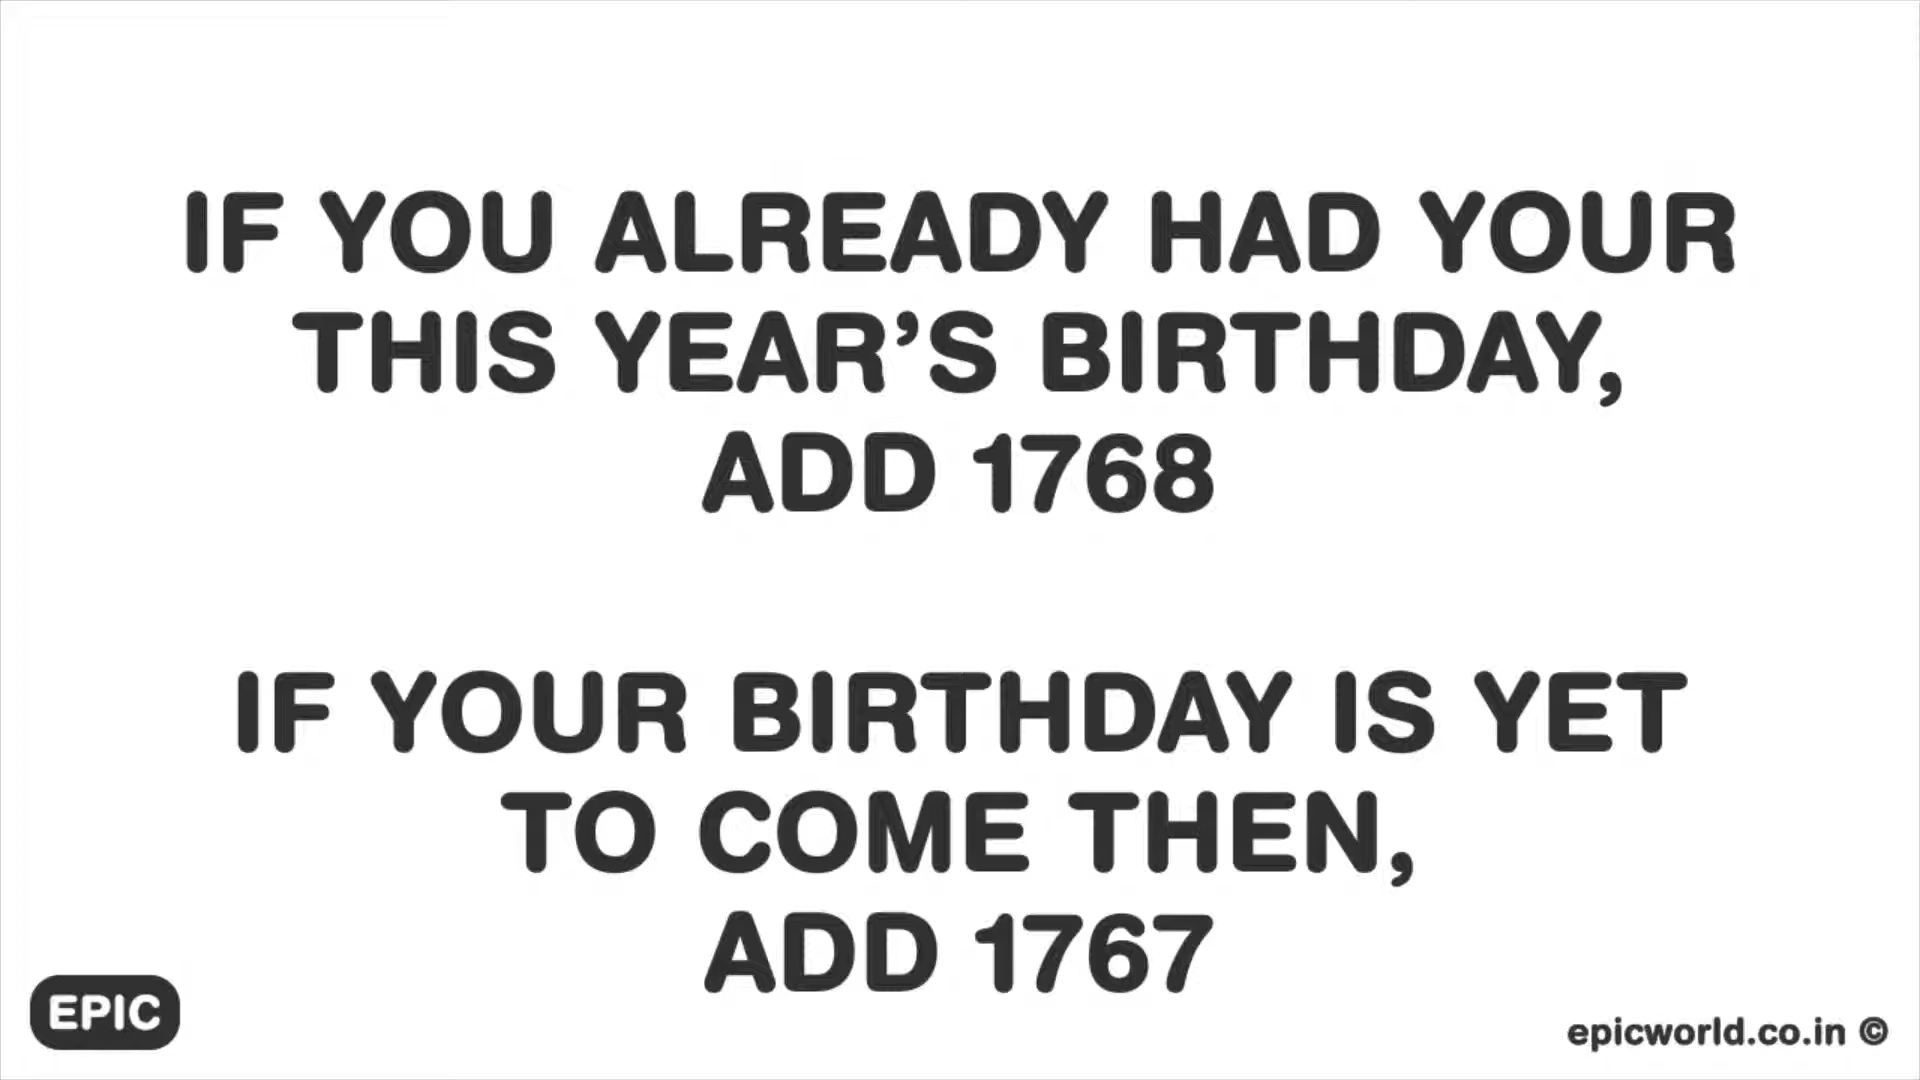 IF YOU ALREADY HAD YOUR
THIS YEAR’S BIRTHDAY,
ADD 1768
IF YOUR BIRTHDAY IS YET
TO COME THEN,
ADD 1767
EPIC
epicworld.co.in ©